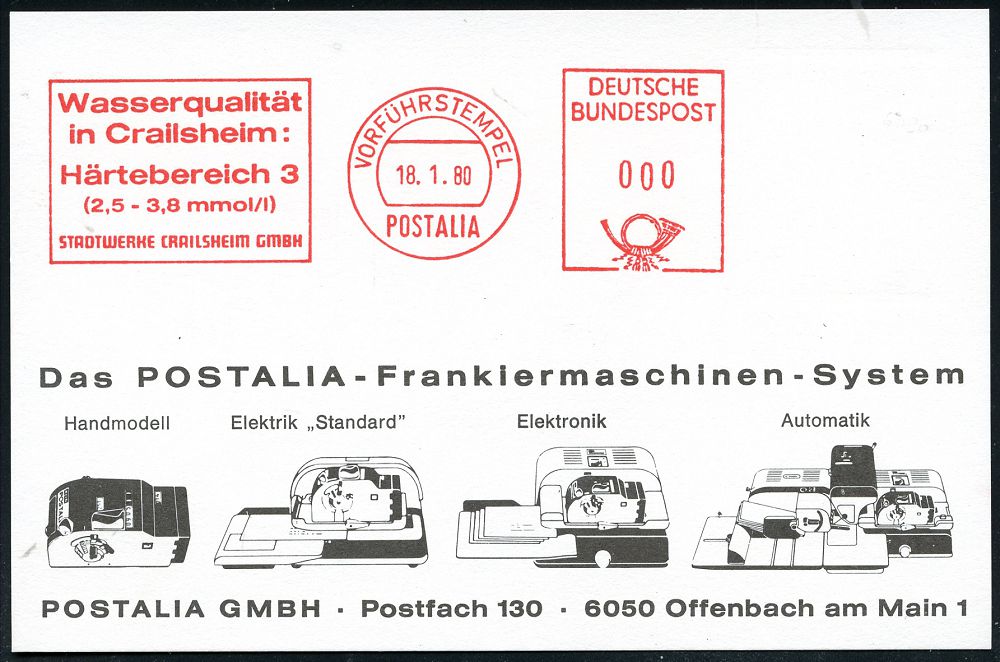 Wasserqualität
in Crailsheim:
Härtebereich 3
(2,5 - 3,8 mmol/l)
STADTWERKE CRAILSHEIM GMBH
VORFÜHRSTEMPEL
18. 1. 80
POSTALIA
DEUTSCHE
BUNDESPOST
000
Das POSTALIA - Frankiermaschinen - System
Handmodell
Elektrik „Standard”
Elektronik
Automatik
POSTALIA GMBH · Postfach 130 · 6050 Offenbach am Main 1